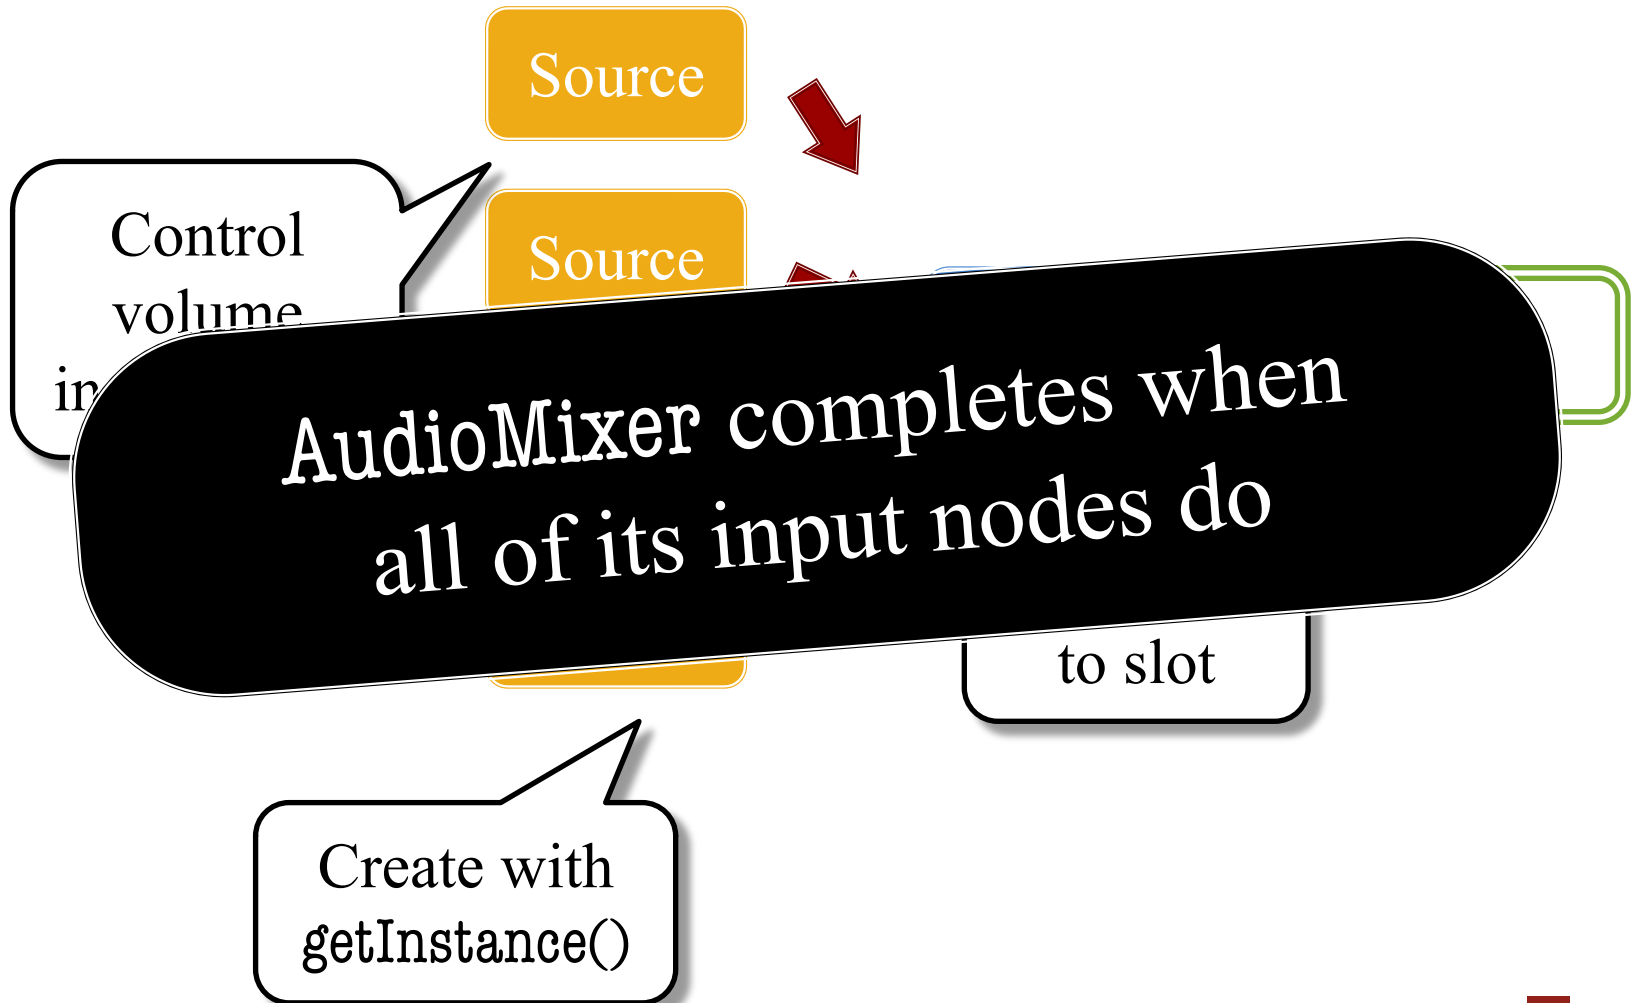 Source
Control
volume
Source
AudioMixer completes when
all of its input nodes do
to slot
Create with
getInstance()